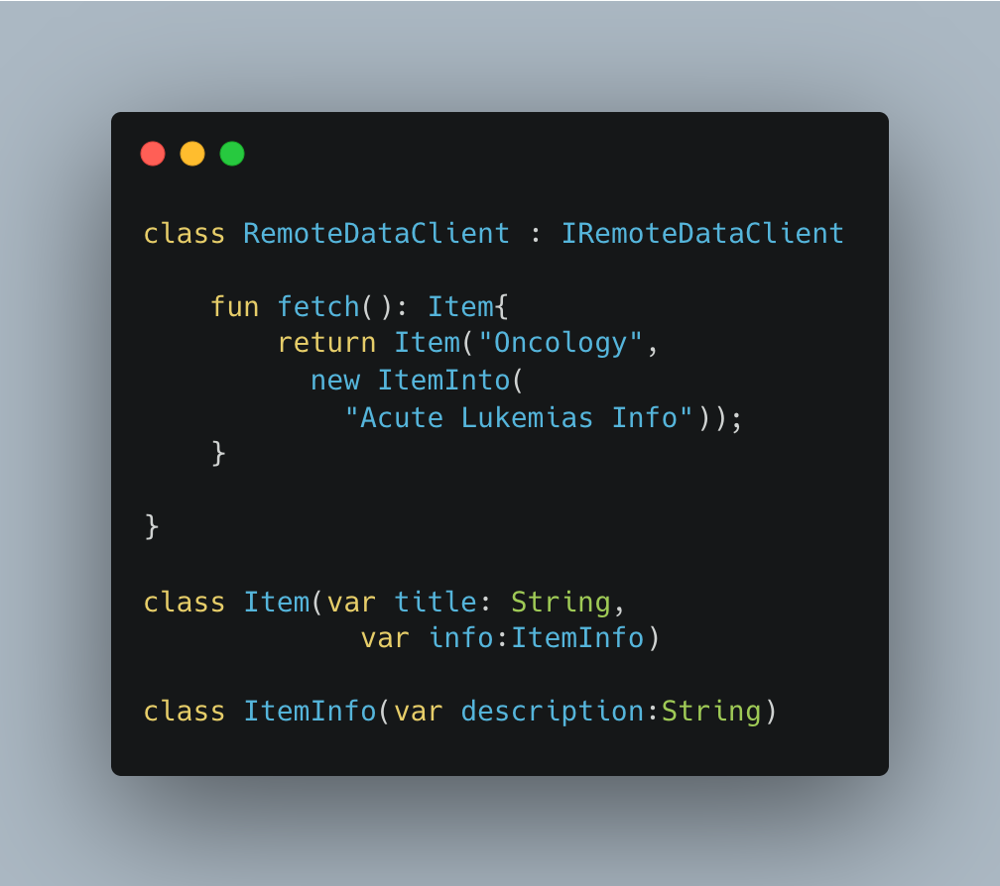 class RemoteDataClient : IRemoteDataClient
fun fetch(): Item{
return Item("Oncology",
new ItemInto(
"Acute Lukemias Info"));
}
}
class Item(var title: String,
var info:ItemInfo)
class ItemInfo(var description:String)